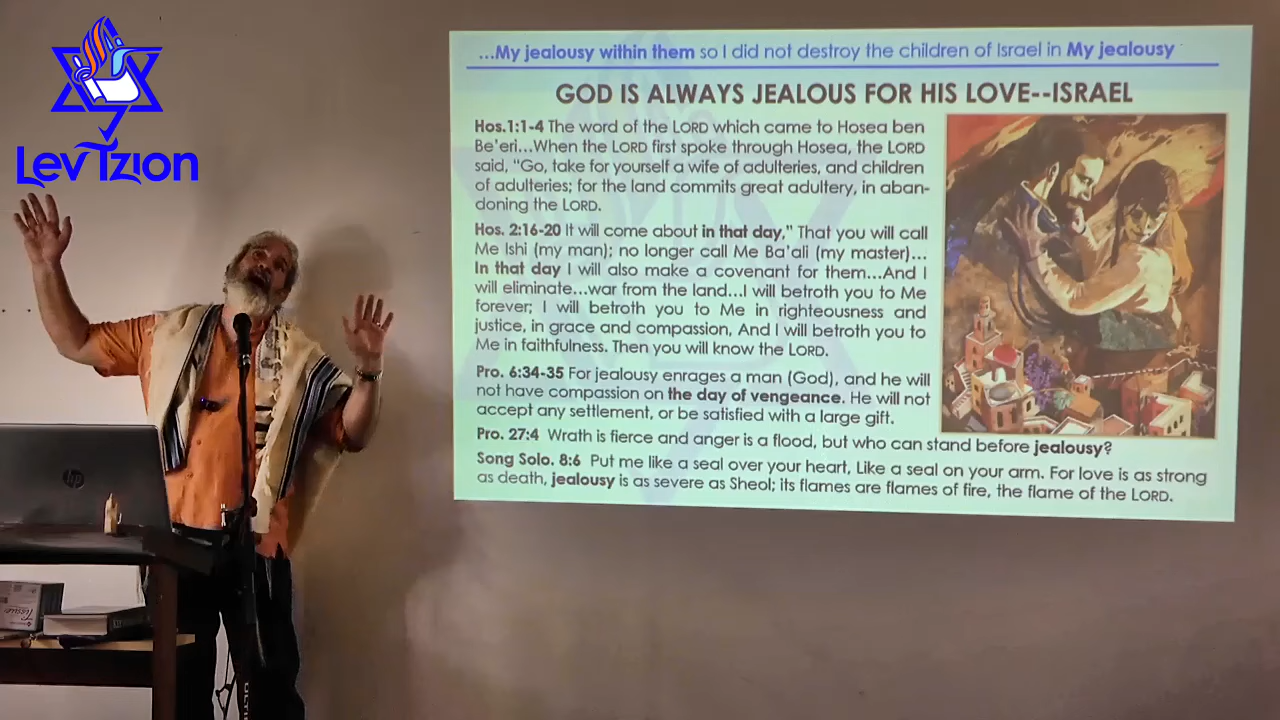 Lev Tzion
...My jealousy within them so I did not destroy the children of Israel in My jealousy
GOD IS ALWAYS JEALOUS FOR HIS LOVE--ISRAEL
Hos.1:1-4 The word of the LORD which came to Hosea ben
Be'eri...When the LORD first spoke through Hosea, the LORD
said, "Go, take for yourself a wife of adulteries, and children
of adulteries; for the land commits great adultery, in aban-
doning the LORD.
Hos. 2:16-20 It will come about in that day," That you will call
Me Ishi (my man); no longer call Me Ba'ali (my master)...
In that day I will also make a covenant for them...And I
will eliminate...war from the land...I will betroth you to Me
forever; I will betroth you to Me in righteousness and
justice, in grace and compassion, And I will betroth you to
Me in faithfulness. Then you will know the LORD.
Pro. 6:34-35 For jealousy enrages a man (God), and he will
not have compassion on the day of vengeance. He will not
accept any settlement, or be satisfied with a large gift.
Pro. 27:4 Wrath is fierce and anger is a flood, but who can stand before jealousy?
Song Solo. 8:6 Put me like a seal over your heart, Like a seal on your arm. For love is as strong
as death, jealousy is as severe as Sheol; its flames are flames of fire, the flame of the LORD.
hp